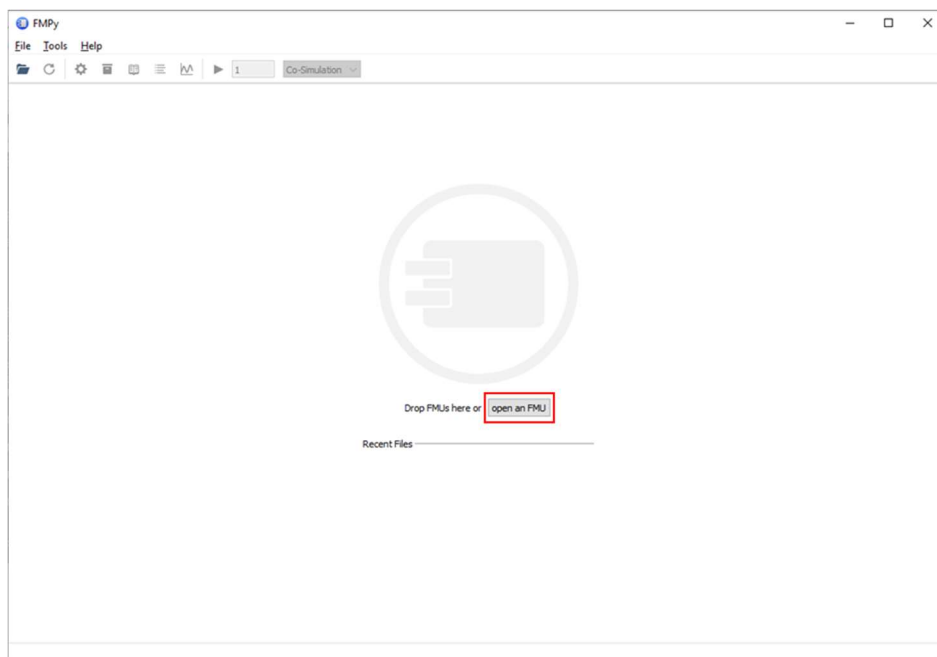 FMPy
File Tools Help
1 Co-Simulation
Drop FMUs here or open an FMU
Recent Files